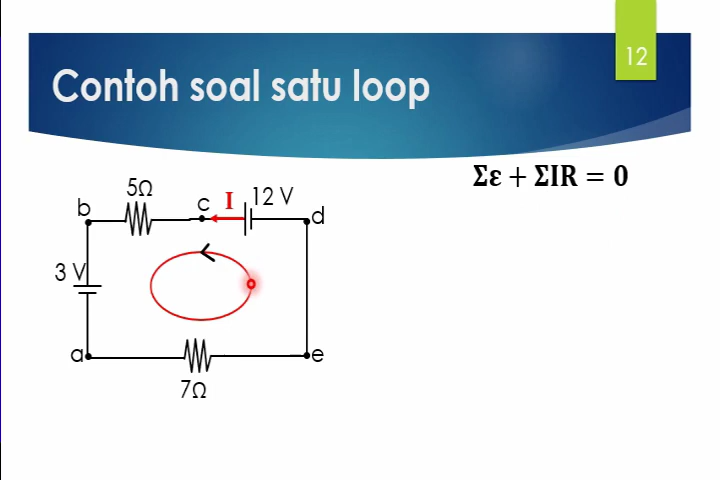 12
Contoh soal satu loop
Σε + ΣIR = 0
5Ω
b
c
I
12 V
d
3 V
a
e
7Ω